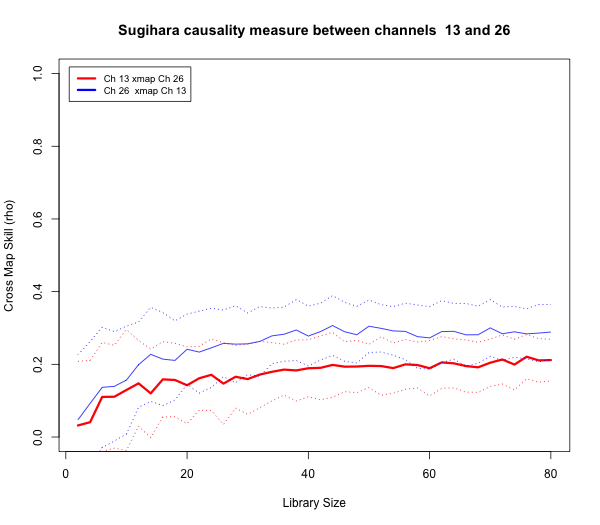 Sugihara causality measure between channels  13 and 26
Ch 13 xmap Ch 26
Ch 26  xmap Ch 13
Cross Map Skill (rho)
1.0
0.8
0.6
0.4
0.2
0.0
0 20 40 60 80
Library Size